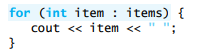 for (int item : items) {
    cout << item << " ";
}